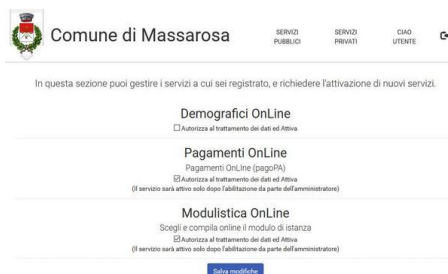 Comune di Massarosa
SERVIZI
PUBBLICI
SERVIZI
PRIVATI
CIAO
UTENTE
In questa sezione puoi gestire i servizi a cui sei registrato, e richiedere l'attivazione di nuovi servizi.
Demografici OnLine
Autorizza al trattamento dei dati ed Attiva
Pagamenti OnLine
Pagamenti OnLine (pagoPA)
Autorizza al trattamento dei dati ed Attiva
(Il servizio sarà attivo solo dopo l'abilitazione da parte dell'amministratore)
Modulistica OnLine
Scegli e compila online il modulo di istanza
Autorizza al trattamento dei dati ed Attiva
(Il servizio sarà attivo solo dopo l'abilitazione da parte dell'amministratore)
Salva modifiche